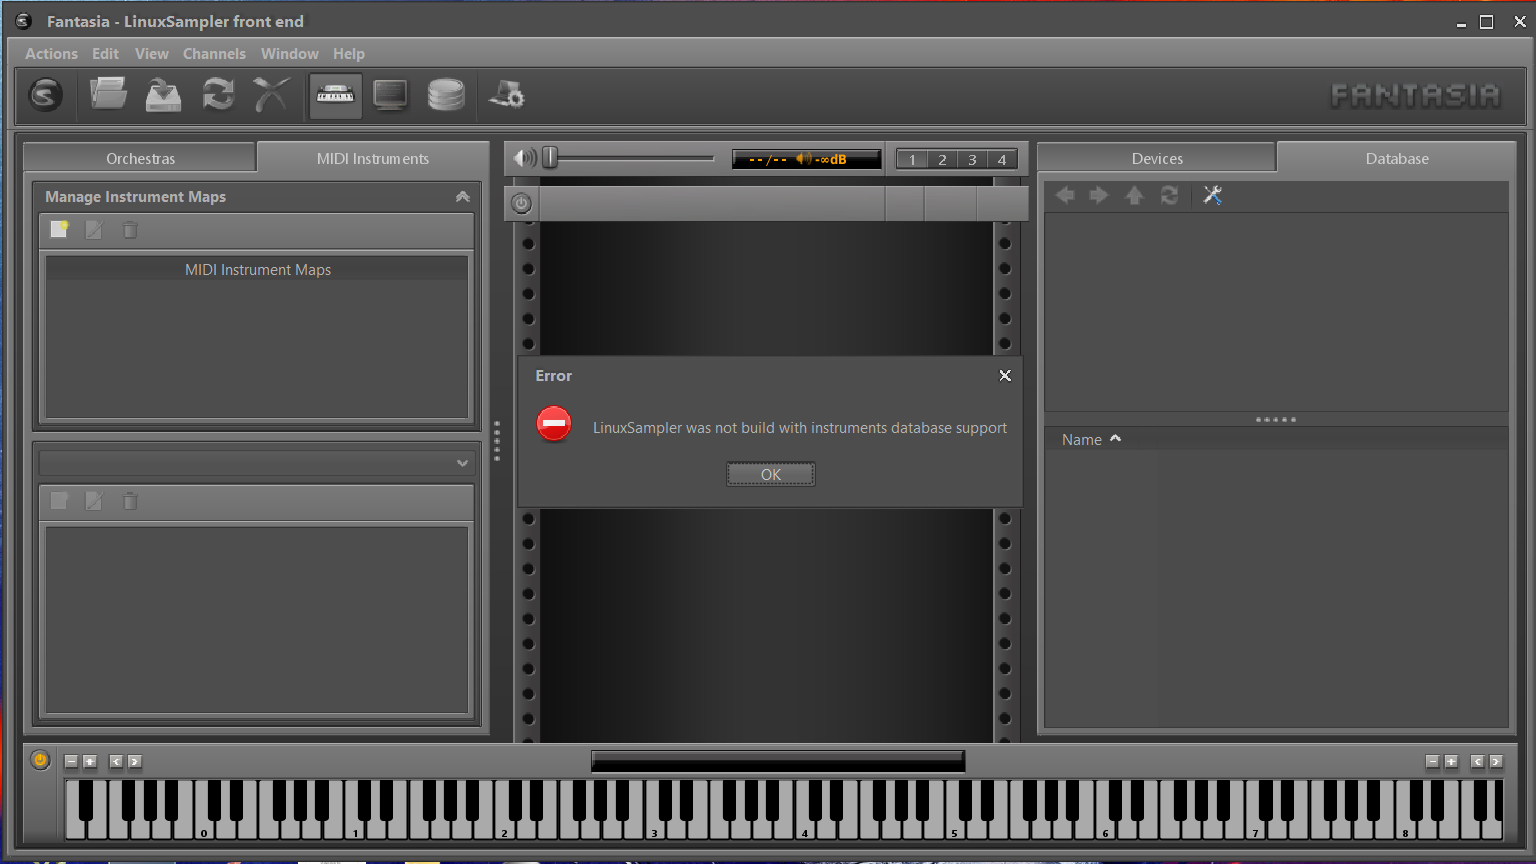 Fantasia - LinuxSampler front end
Actions Edit View Channels Window Help
FANTASIA
Orchestras MIDI Instruments
--/-- -∞dB
1 2 3 4
Devices Database
Manage Instrument Maps
MIDI Instrument Maps
Error
LinuxSampler was not build with instruments database support
OK
Name
0 1 2 3 4 5 6 7 8